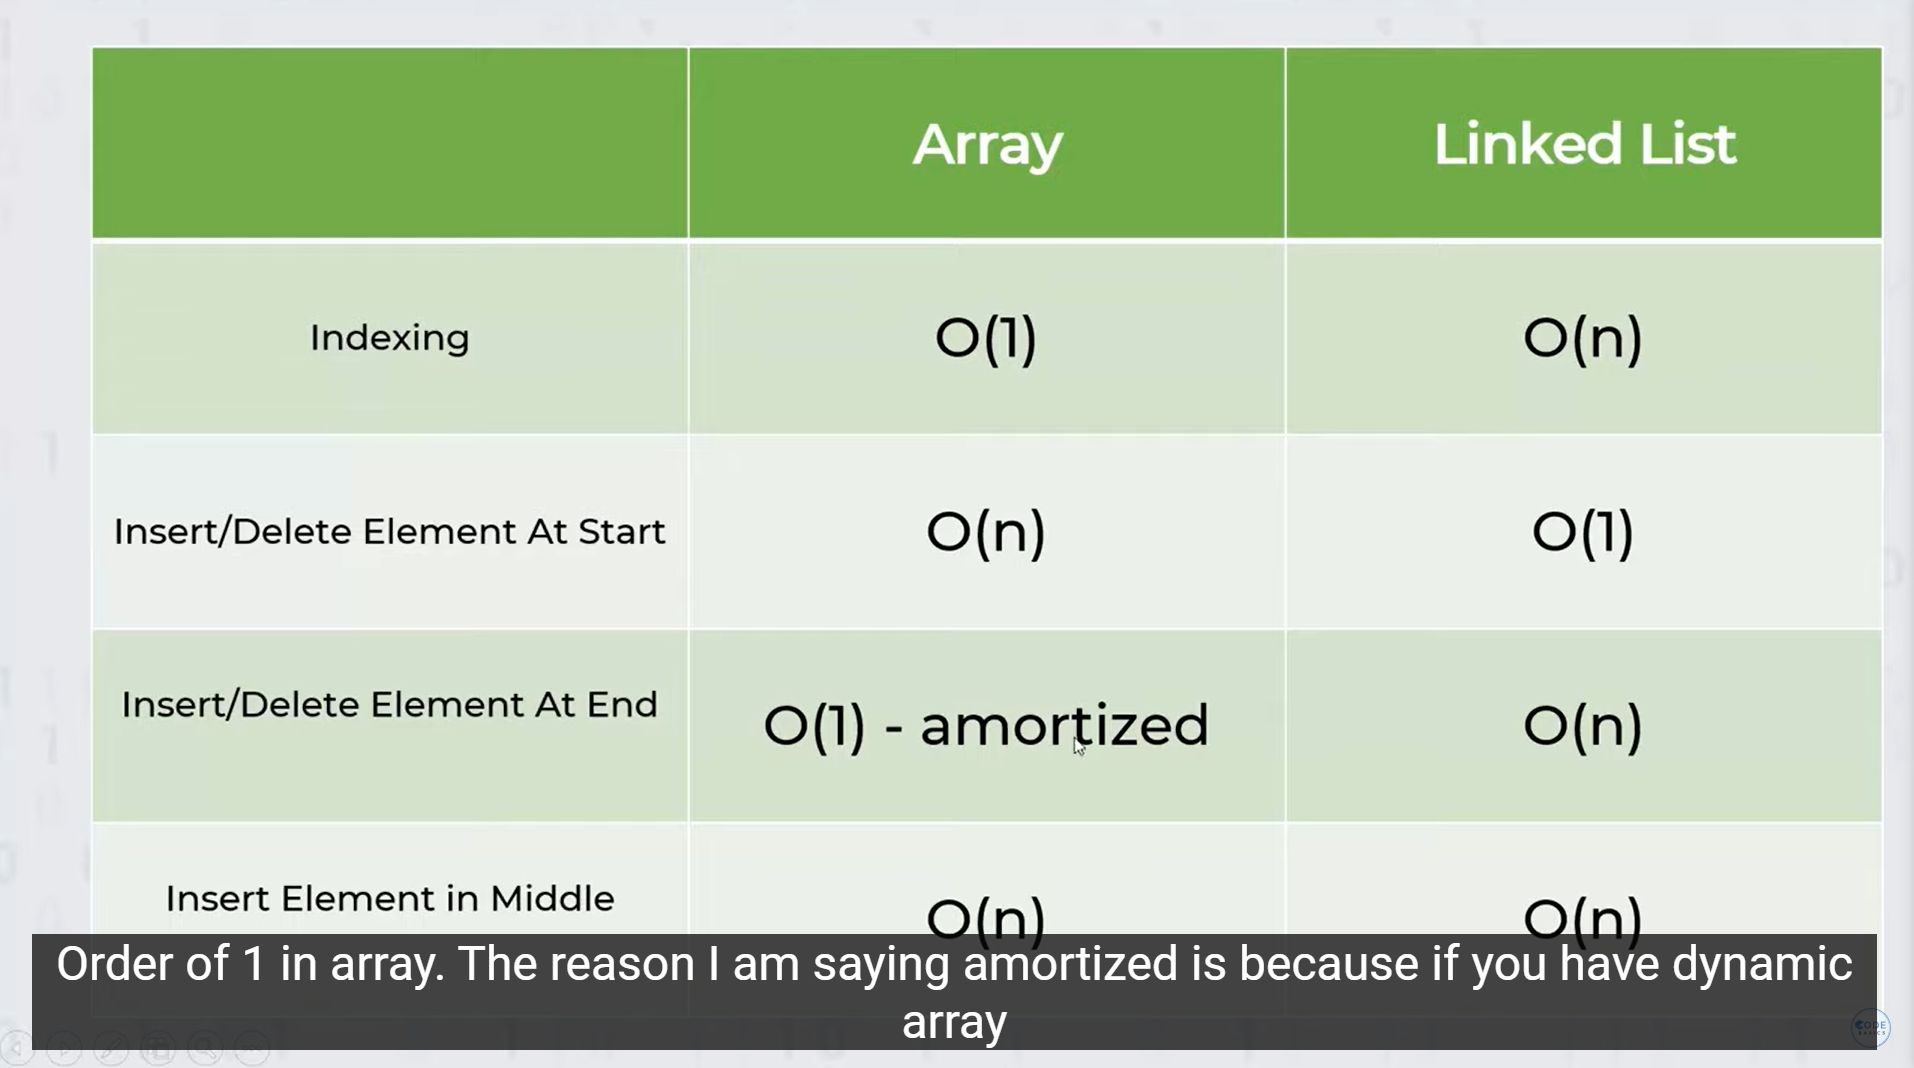 Array
Linked List
Indexing
O(1)
O(n)
Insert/Delete Element At Start
O(n)
O(1)
Insert/Delete Element At End
O(1) - amortized
O(n)
Insert Element in Middle
O(n)
O(n)
Order of 1 in array. The reason I am saying amortized is because if you have dynamic
array
CODE
BASICS